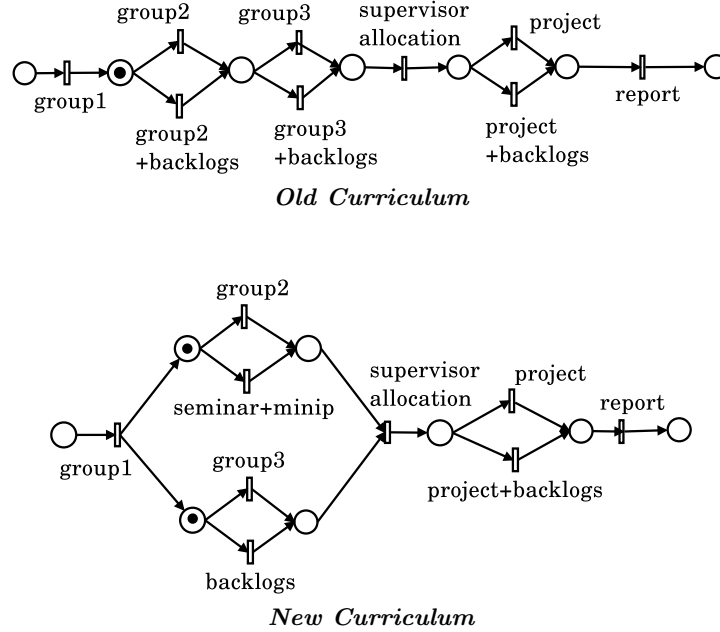 group2
group3
supervisor
allocation
project
group1
group2
+backlogs
group3
+backlogs
project
+backlogs
report
Old Curriculum
group2
seminar+minip
supervisor
allocation
project
report
group1
group3
project+backlogs
backlogs
New Curriculum